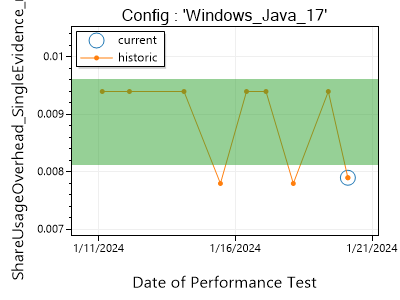 Config : 'Windows_Java_17'
current
historic
ShareUsageOverhead_SingleEvidence_
0.01
0.009
0.008
0.007
1/11/2024
1/16/2024
1/21/2024
Date of Performance Test